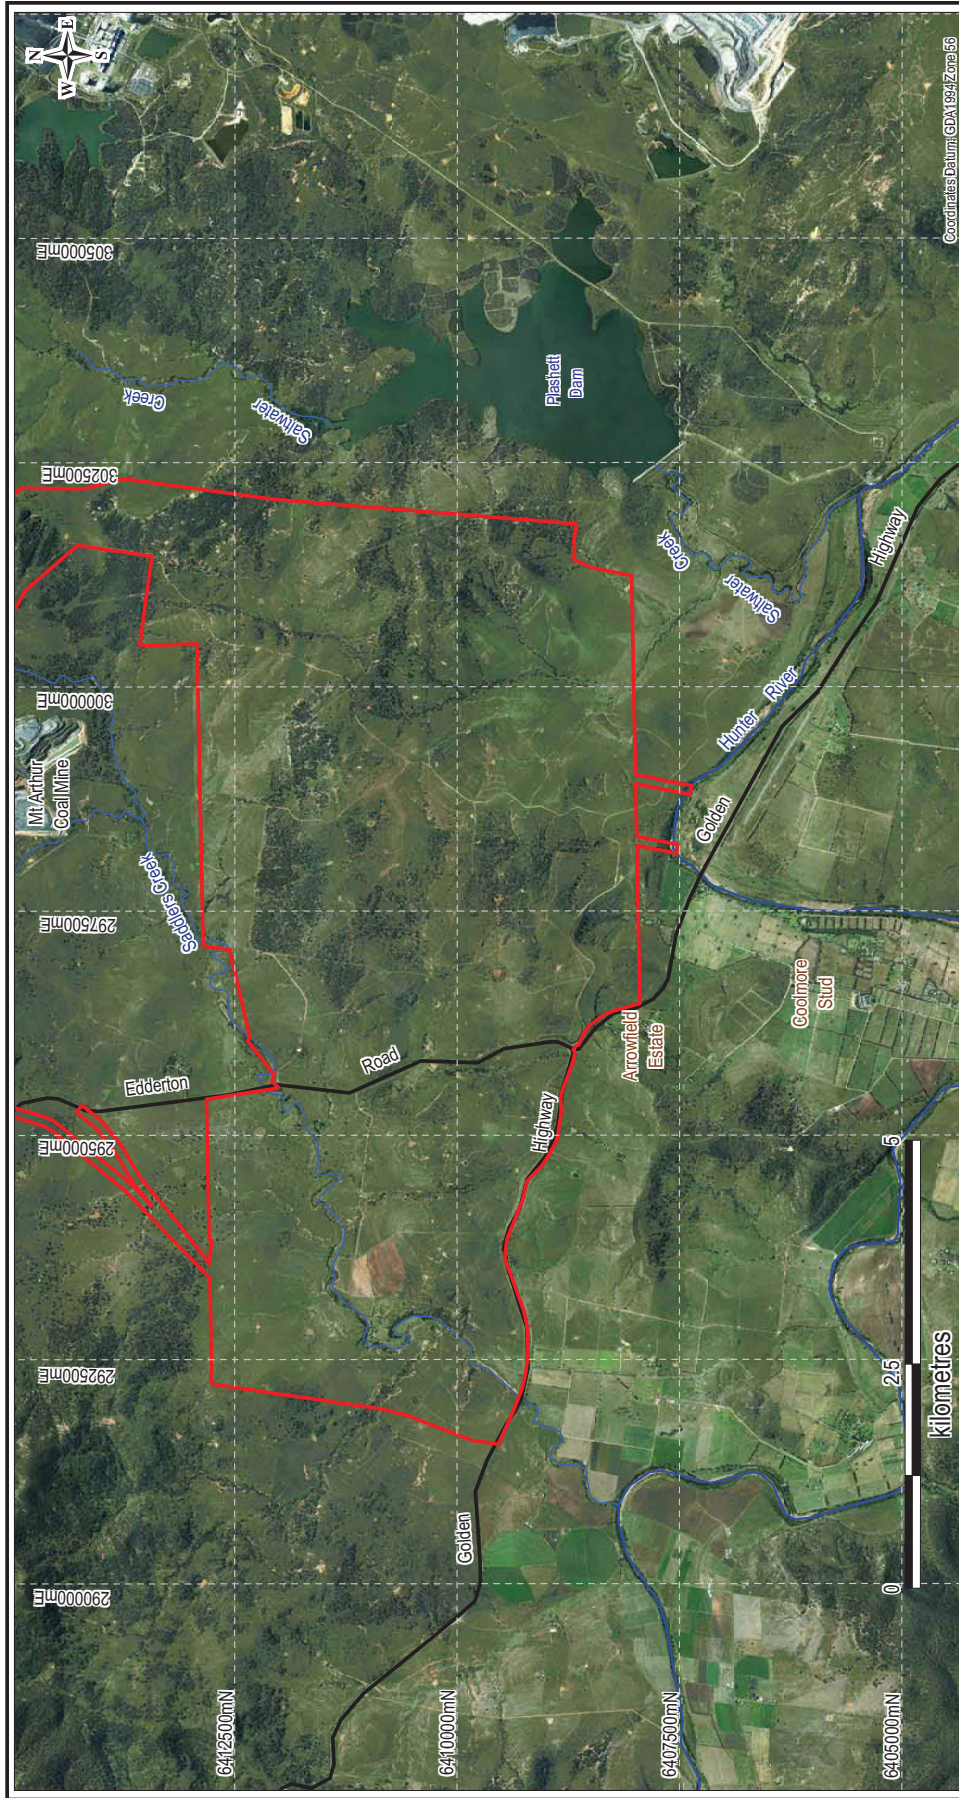 N
W E
S
Mt Arthur
Coal Mine
Saddlers Creek
Edderton
Road
Saltwater
Creek
Plashett
Dam
Saltwater
Creek
Hunter River
Golden
Highway
Highway
Golden
Arrowfield
Estate
Coolmore
Stud
290000mE
292500mE
295000mE
297500mE
300000mE
302500mE
305000mE
6412500mN
6410000mN
6407500mN
6405000mN
0 2.5 5
kilometres
Coordinates Datum: GDA1994 Zone 56